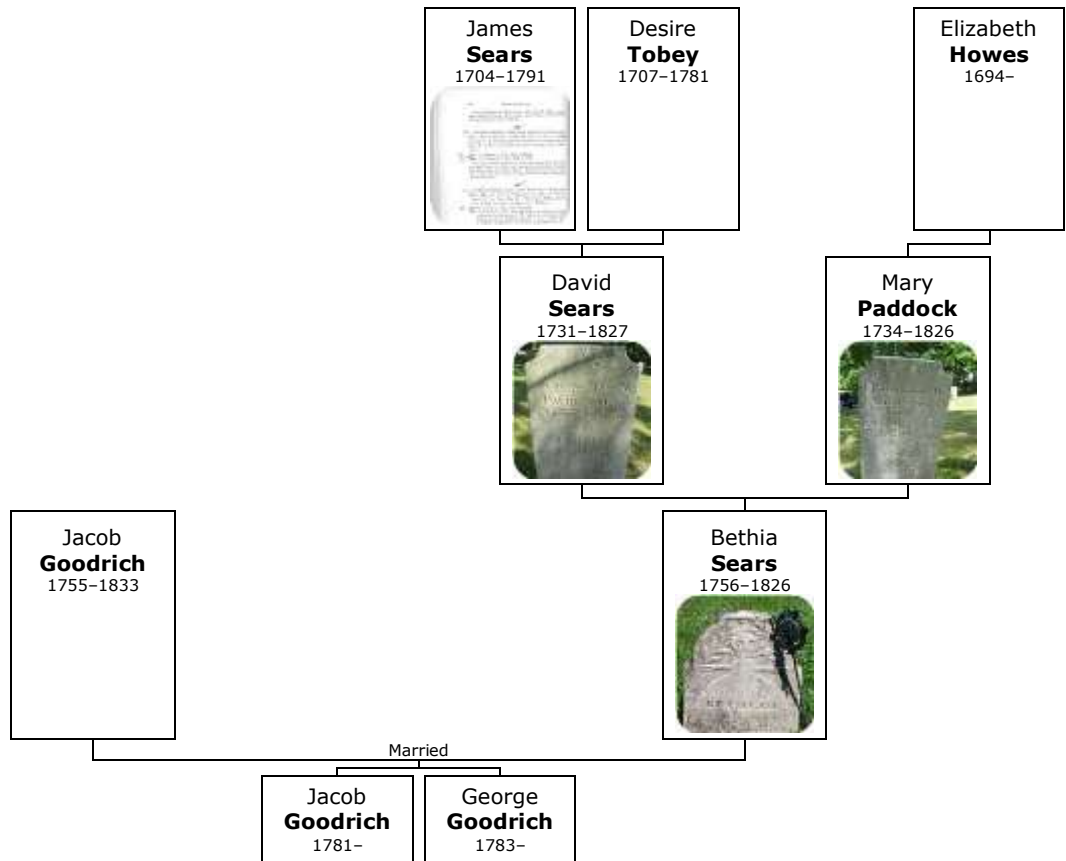 James
Sears
1704–1791
Desire
Tobey
1707–1781
Elizabeth
Howes
1694–
David
Sears
1731–1827
Mary
Paddock
1734–1826
Jacob
Goodrich
1755–1833
Bethia
Sears
1756–1826
Married
Jacob
Goodrich
1781–
George
Goodrich
1783–